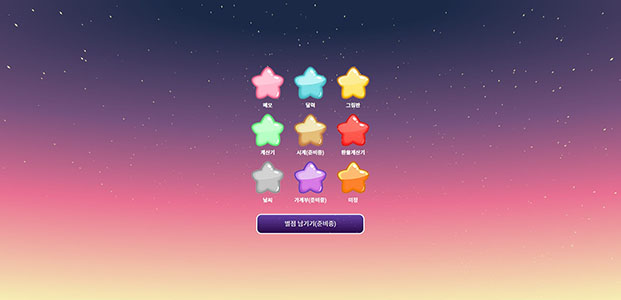 메모 달력 그림판
계산기 시계(준비중) 환율계산기
날씨 가계부(준비중) 미정
별점 남기기(준비중)